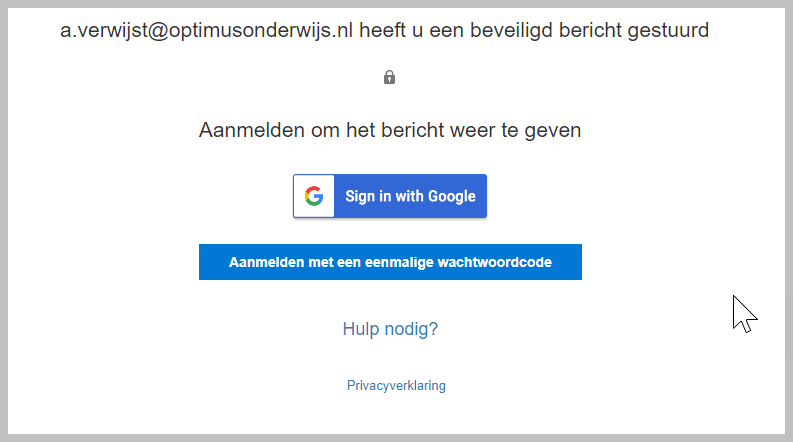 a.verwijst@optimusonderwijs.nl heeft u een beveiligd bericht gestuurd
Aanmelden om het bericht weer te geven
Sign in with Google
Aanmelden met een eenmalige wachtwoordcode
Hulp nodig?
Privacyverklaring